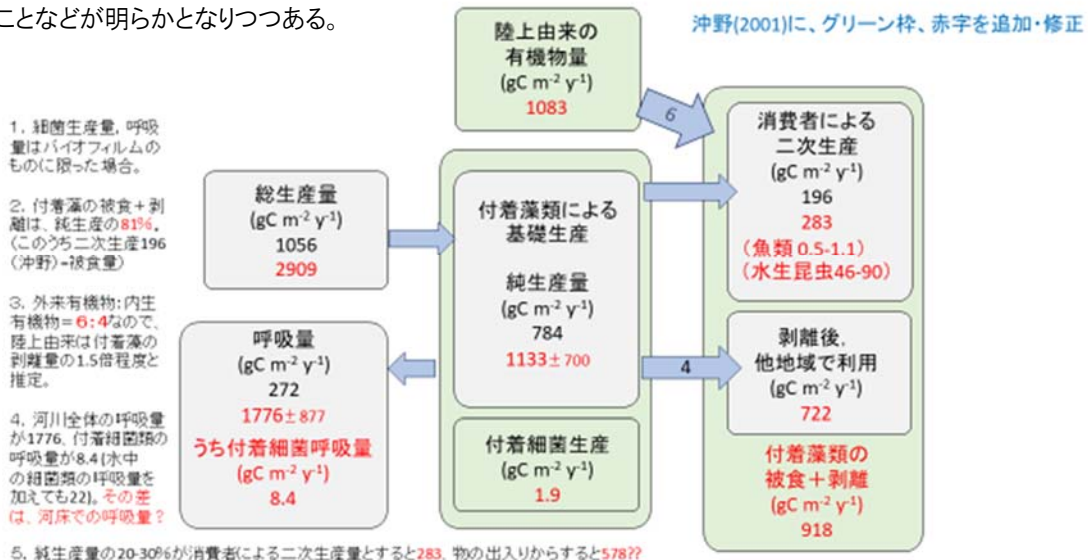 ことなどが明らかとなりつつある。
沖野(2001)に、グリーン枠、赤字を追加・修正
陸上由来の
有機物量
(gC m-2 y-1)
1083
6
1. 細菌生産量, 呼吸
量はバイオフィルムの
ものに限った場合。
2. 付着藻の被食+剥
離は、純生産の81%。
(このうち二次生産196
(沖野)=被食量)
3. 外来有機物:内生
有機物=6:4なので、
陸上由来は付着藻の
剥離量の1.5倍程度と
推定。
4. 河川全体の呼吸量
が1776, 付着細菌類の
呼吸量が8.4(水中
の細菌類の呼吸量を
加えても22)。その差
は、河床での呼吸量?
総生産量
(gC m-2 y-1)
1056
2909
呼吸量
(gC m-2 y-1)
272
1776±877
うち付着細菌呼吸量
(gC m-2 y-1)
8.4
付着藻類による
基礎生産
純生産量
(gC m-2 y-1)
784
1133±700
付着細菌生産
(gC m-2 y-1)
1.9
4
消費者による
二次生産
(gC m-2 y-1)
196
283
(魚類 0.5-1.1)
(水生昆虫46-90)
剥離後,
他地域で利用
(gC m-2 y-1)
722
付着藻類の
被食+剥離
(gC m-2 y-1)
918
5. 純生産量の20-30%が消費者による二次生産量とすると283, 物の出入りからすると578??